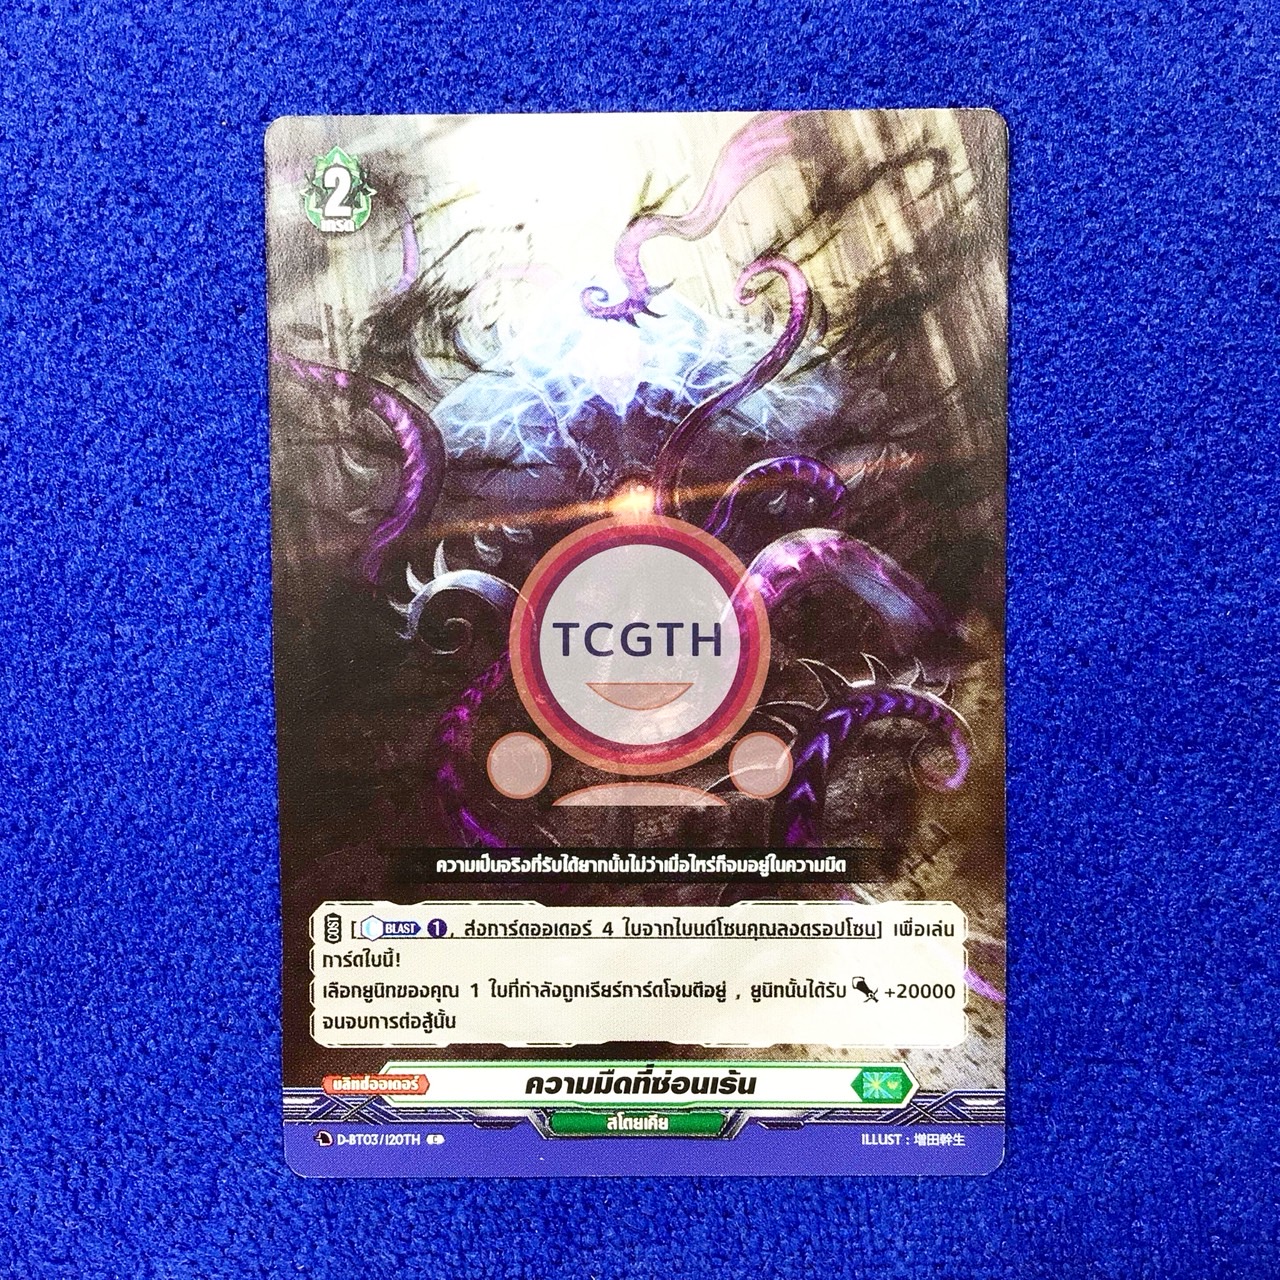 2
เกรด
TCGTH
ความเป็นจริงที่รับได้ยากนั้นไม่ว่าเมื่อไหร่ก็จมอยู่ในความมืด
COST [BLAST 1, ส่งการ์ดออเดอร์ 4 ใบจากไบนด์โซนคุณลงดรอปโซน] เพื่อเล่น
การ์ดใบนี้!
เลือกยูนิทของคุณ 1 ใบที่กำลังถูกเรียร์การ์ดโจมตีอยู่ , ยูนิทนั้นได้รับ +20000
จนจบการต่อสู้นั้น
บลิทซ์ออเดอร์ ความมืดที่ซ่อนเร้น
สโตยเคีย
D-BT03/120TH C ILLUST : 増田幹生